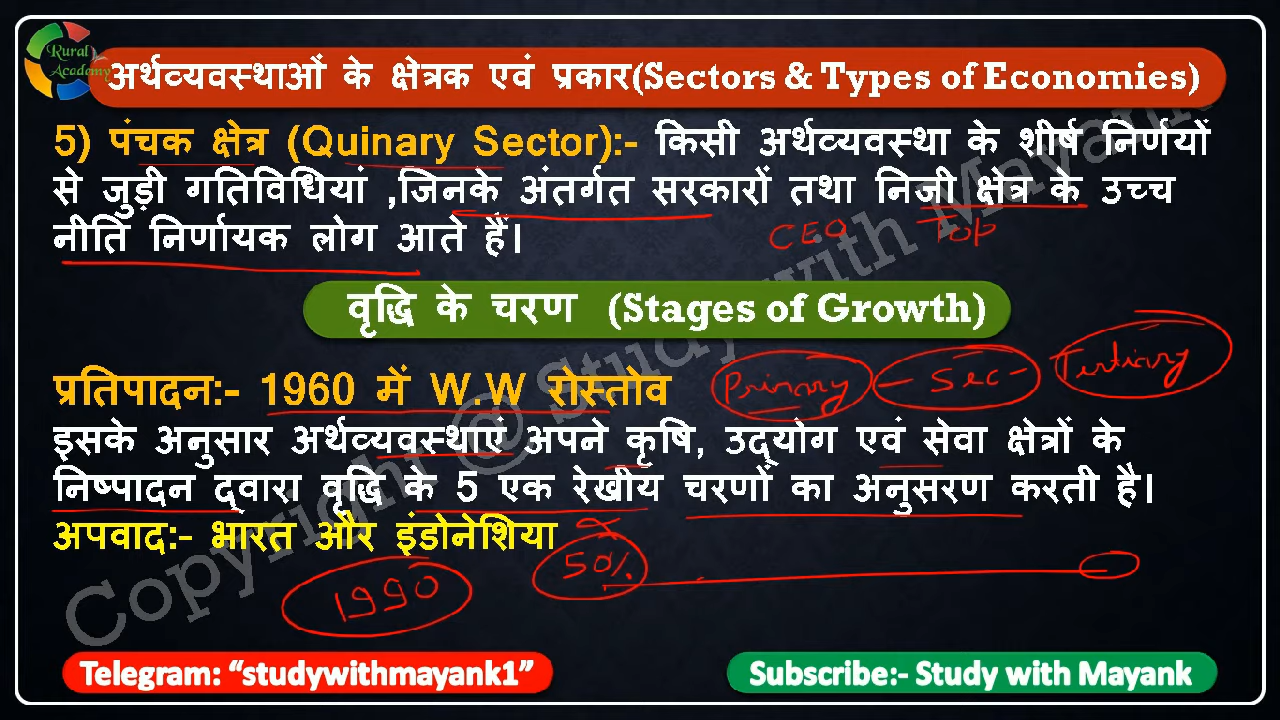 Rural
Academy
अर्थव्यवस्थाओं के क्षेत्रक एवं प्रकार(Sectors & Types of Economies)
5) पंचक क्षेत्र (Quinary Sector):- किसी अर्थव्यवस्था के शीर्ष निर्णयों
से जुड़ी गतिविधियां ,जिनके अंतर्गत सरकारों तथा निजी क्षेत्र के उच्च
नीति निर्णायक लोग आते हैं।
CEO Top
वृद्धि के चरण (Stages of Growth)
Primary - Sec - Tertiary
प्रतिपादन:- 1960 में W.W रोस्तोव
इसके अनुसार अर्थव्यवस्थाएं अपने कृषि, उद्योग एवं सेवा क्षेत्रों के
निष्पादन द्वारा वृद्धि के 5 एक रेखीय चरणों का अनुसरण करती है।
अपवाद:- भारत और इंडोनेशिया
50%
1990
Copyright @ Study with Mayank
Telegram: “studywithmayank1”
Subscribe:- Study with Mayank